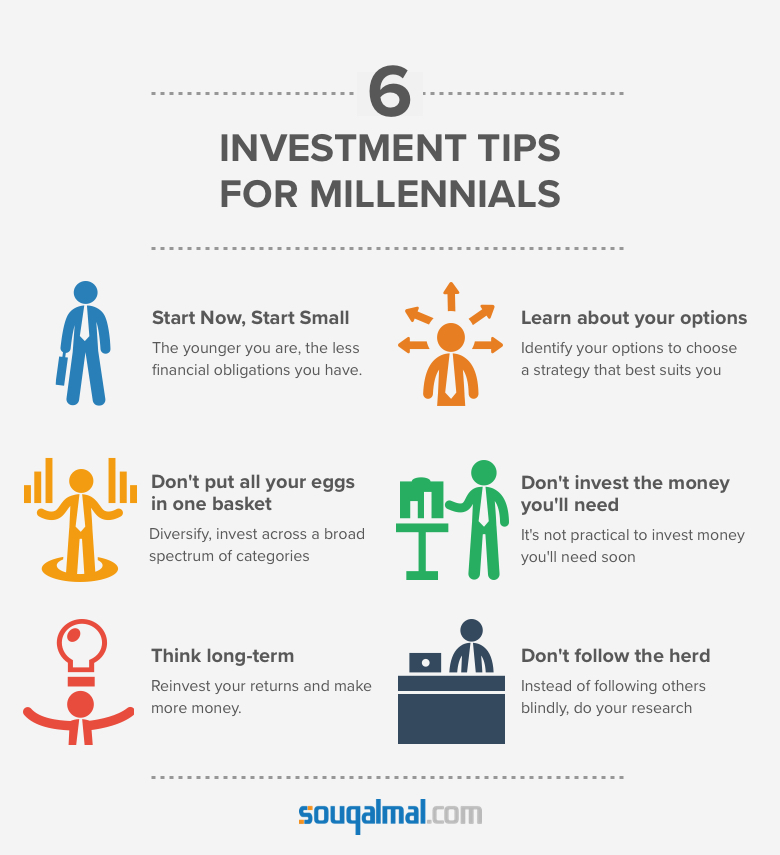 6
INVESTMENT TIPS
FOR MILLENNIALS
Start Now, Start Small
The younger you are, the less
financial obligations you have.
Learn about your options
Identify your options to choose
a strategy that best suits you
Don't put all your eggs
in one basket
Diversify, invest across a broad
spectrum of categories
Don't invest the money
you'll need
It's not practical to invest money
you'll need soon
Think long-term
Reinvest your returns and make
more money.
Don't follow the herd
Instead of following others
blindly, do your research
souqalmal.com